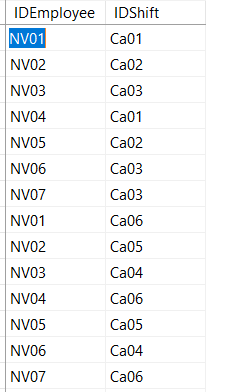 IDEmployee IDShift
NV01 Ca01
NV02 Ca02
NV03 Ca03
NV04 Ca01
NV05 Ca02
NV06 Ca03
NV07 Ca03
NV01 Ca06
NV02 Ca05
NV03 Ca04
NV04 Ca06
NV05 Ca05
NV06 Ca04
NV07 Ca06